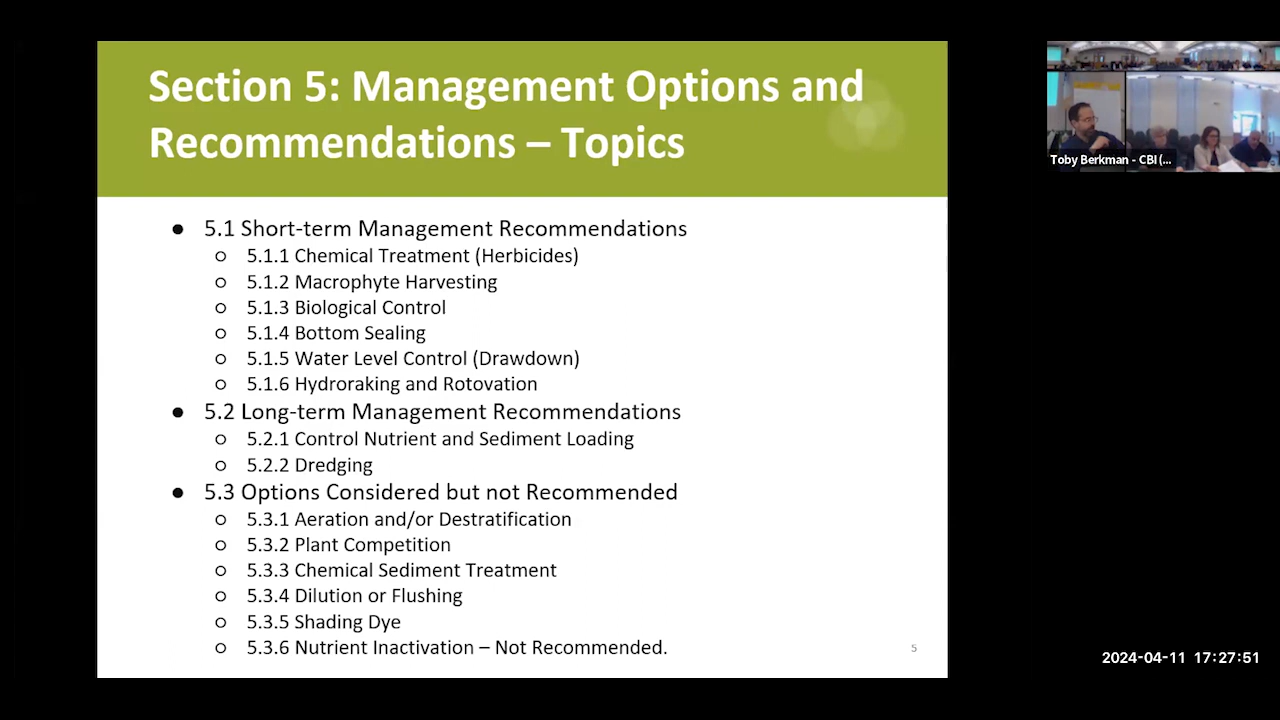 Section 5: Management Options and
Recommendations – Topics
● 5.1 Short-term Management Recommendations
○ 5.1.1 Chemical Treatment (Herbicides)
○ 5.1.2 Macrophyte Harvesting
○ 5.1.3 Biological Control
○ 5.1.4 Bottom Sealing
○ 5.1.5 Water Level Control (Drawdown)
○ 5.1.6 Hydroraking and Rotovation
● 5.2 Long-term Management Recommendations
○ 5.2.1 Control Nutrient and Sediment Loading
○ 5.2.2 Dredging
● 5.3 Options Considered but not Recommended
○ 5.3.1 Aeration and/or Destratification
○ 5.3.2 Plant Competition
○ 5.3.3 Chemical Sediment Treatment
○ 5.3.4 Dilution or Flushing
○ 5.3.5 Shading Dye
○ 5.3.6 Nutrient Inactivation – Not Recommended.
5
Toby Berkman - CBI (...
2024-04-11 17:27:51